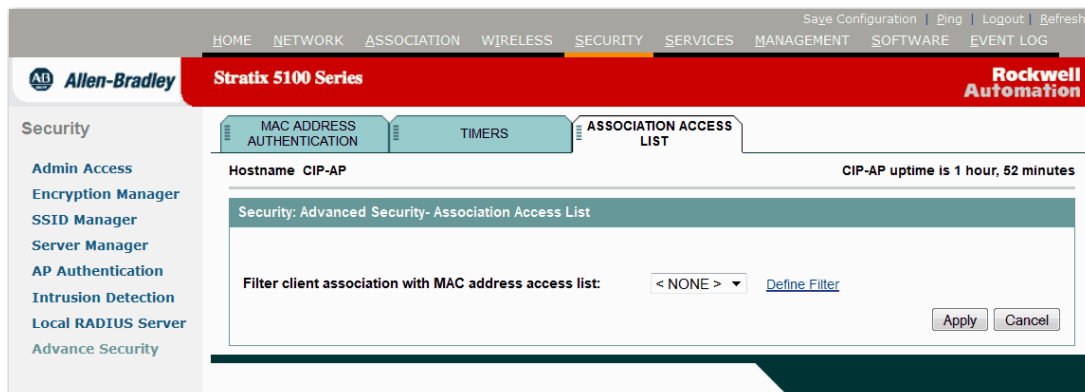 Save Configuration | Ping | Logout | Refresh
HOME NETWORK ASSOCIATION WIRELESS SECURITY SERVICES MANAGEMENT SOFTWARE EVENT LOG
AB Allen-Bradley
Stratix 5100 Series
Rockwell
Automation
Security
Admin Access
Encryption Manager
SSID Manager
Server Manager
AP Authentication
Intrusion Detection
Local RADIUS Server
Advance Security
MAC ADDRESS
AUTHENTICATION
TIMERS
ASSOCIATION ACCESS
LIST
Hostname CIP-AP
CIP-AP uptime is 1 hour, 52 minutes
Security: Advanced Security- Association Access List
Filter client association with MAC address access list: < NONE > Define Filter
Apply Cancel